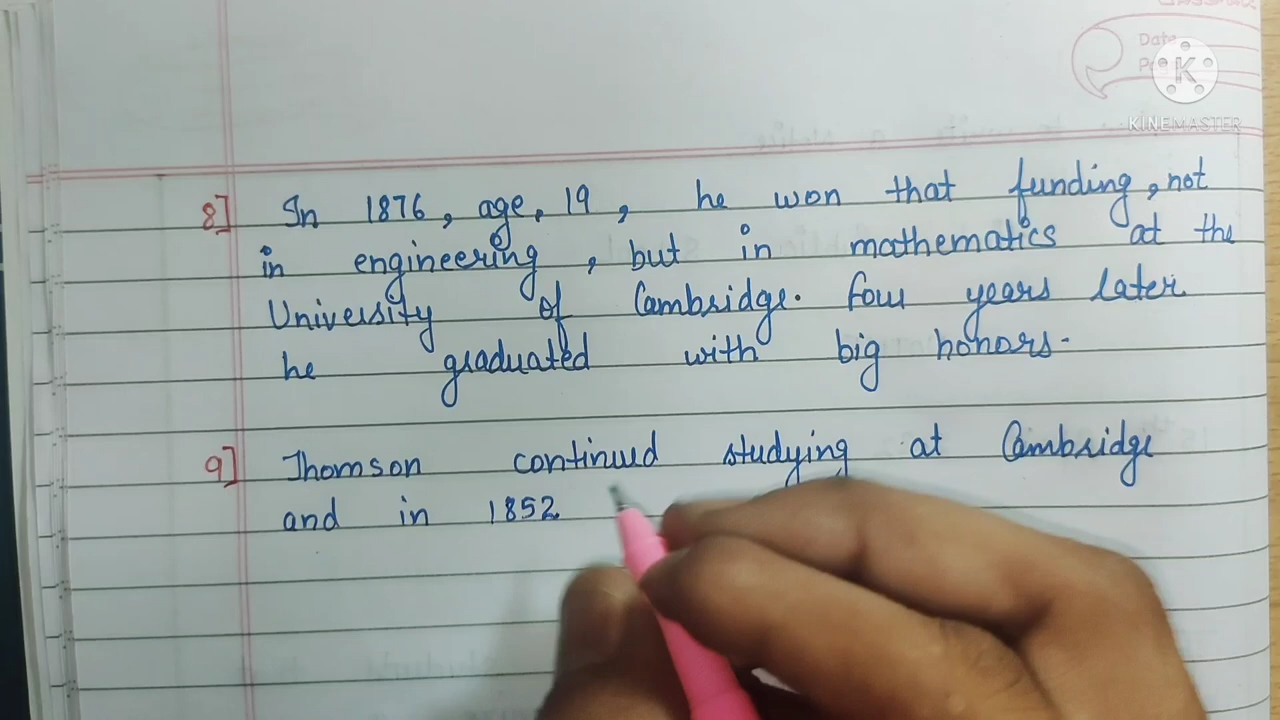 Date
KINEMASTER
8] In 1876, age, 19, he won that funding, not
in engineering, but in mathematics at the
University of Cambridge. Four years later
he graduated with big honors.
9] Thomson continued studying at Cambridge
and in 1852